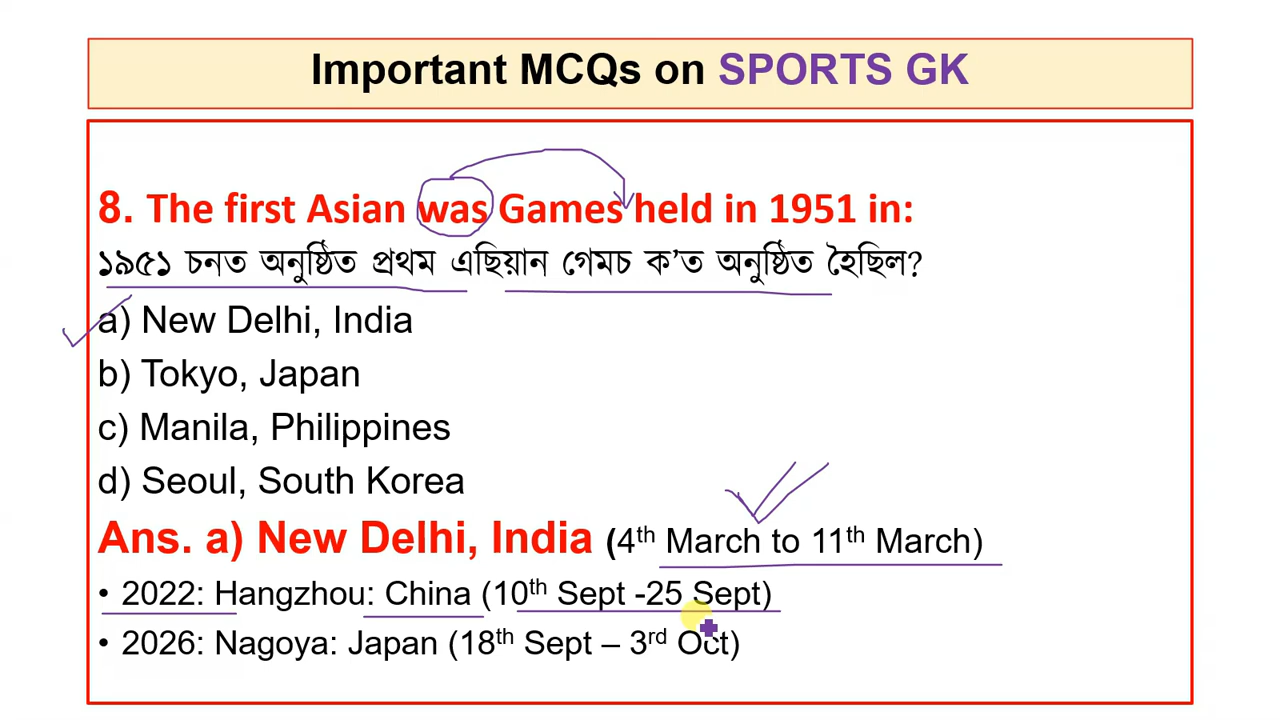 Important MCQs on SPORTS GK
8. The first Asian was Games held in 1951 in:
১৯৫১ চনত অনুষ্ঠিত প্ৰথম এছিয়ান গেমচ ক'ত অনুষ্ঠিত হৈছিল?
a) New Delhi, India
b) Tokyo, Japan
c) Manila, Philippines
d) Seoul, South Korea
Ans. a) New Delhi, India (4th March to 11th March)
• 2022: Hangzhou: China (10th Sept -25 Sept)
• 2026: Nagoya: Japan (18th Sept – 3rd Oct)